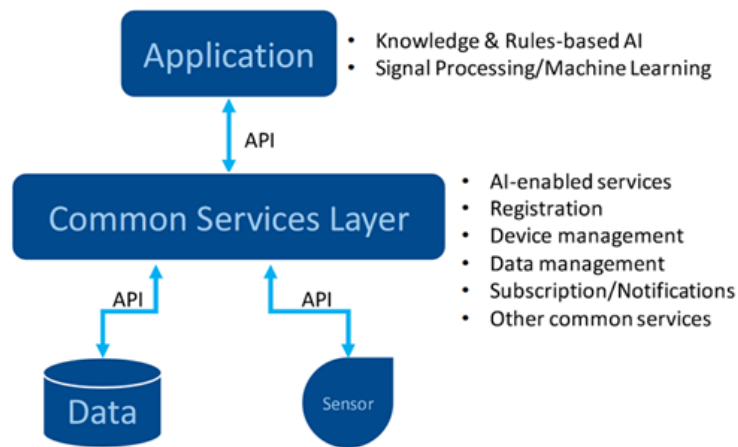 Application
• Knowledge & Rules-based AI
• Signal Processing/Machine Learning
API
Common Services Layer
• AI-enabled services
• Registration
• Device management
• Data management
• Subscription/Notifications
• Other common services
API
API
Data
Sensor